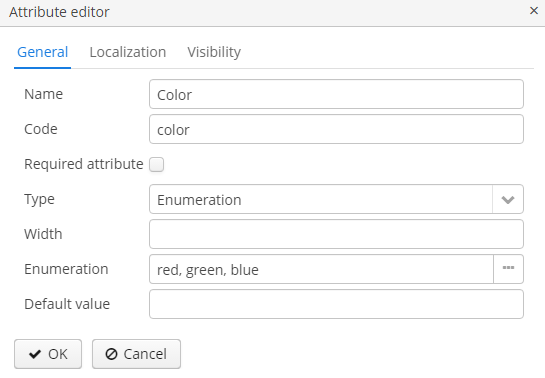 Attribute editor ×
General Localization Visibility
Name Color
Code color
Required attribute
Type Enumeration
Width
Enumeration red, green, blue ...
Default value
OK Cancel